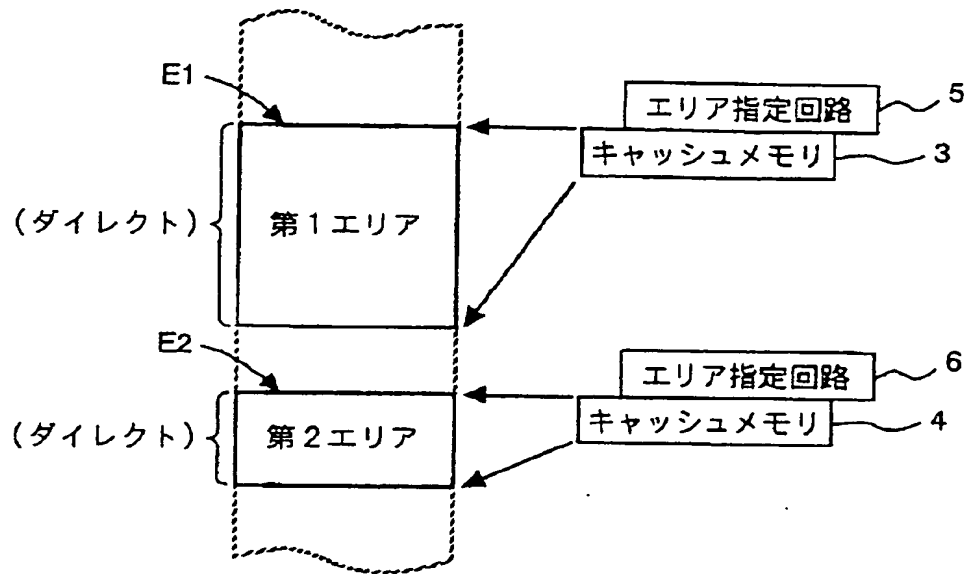 E1
エリア指定回路
5
キャッシュメモリ
3
(ダイレクト)
第1エリア
E2
エリア指定回路
6
キャッシュメモリ
4
(ダイレクト)
第2エリア